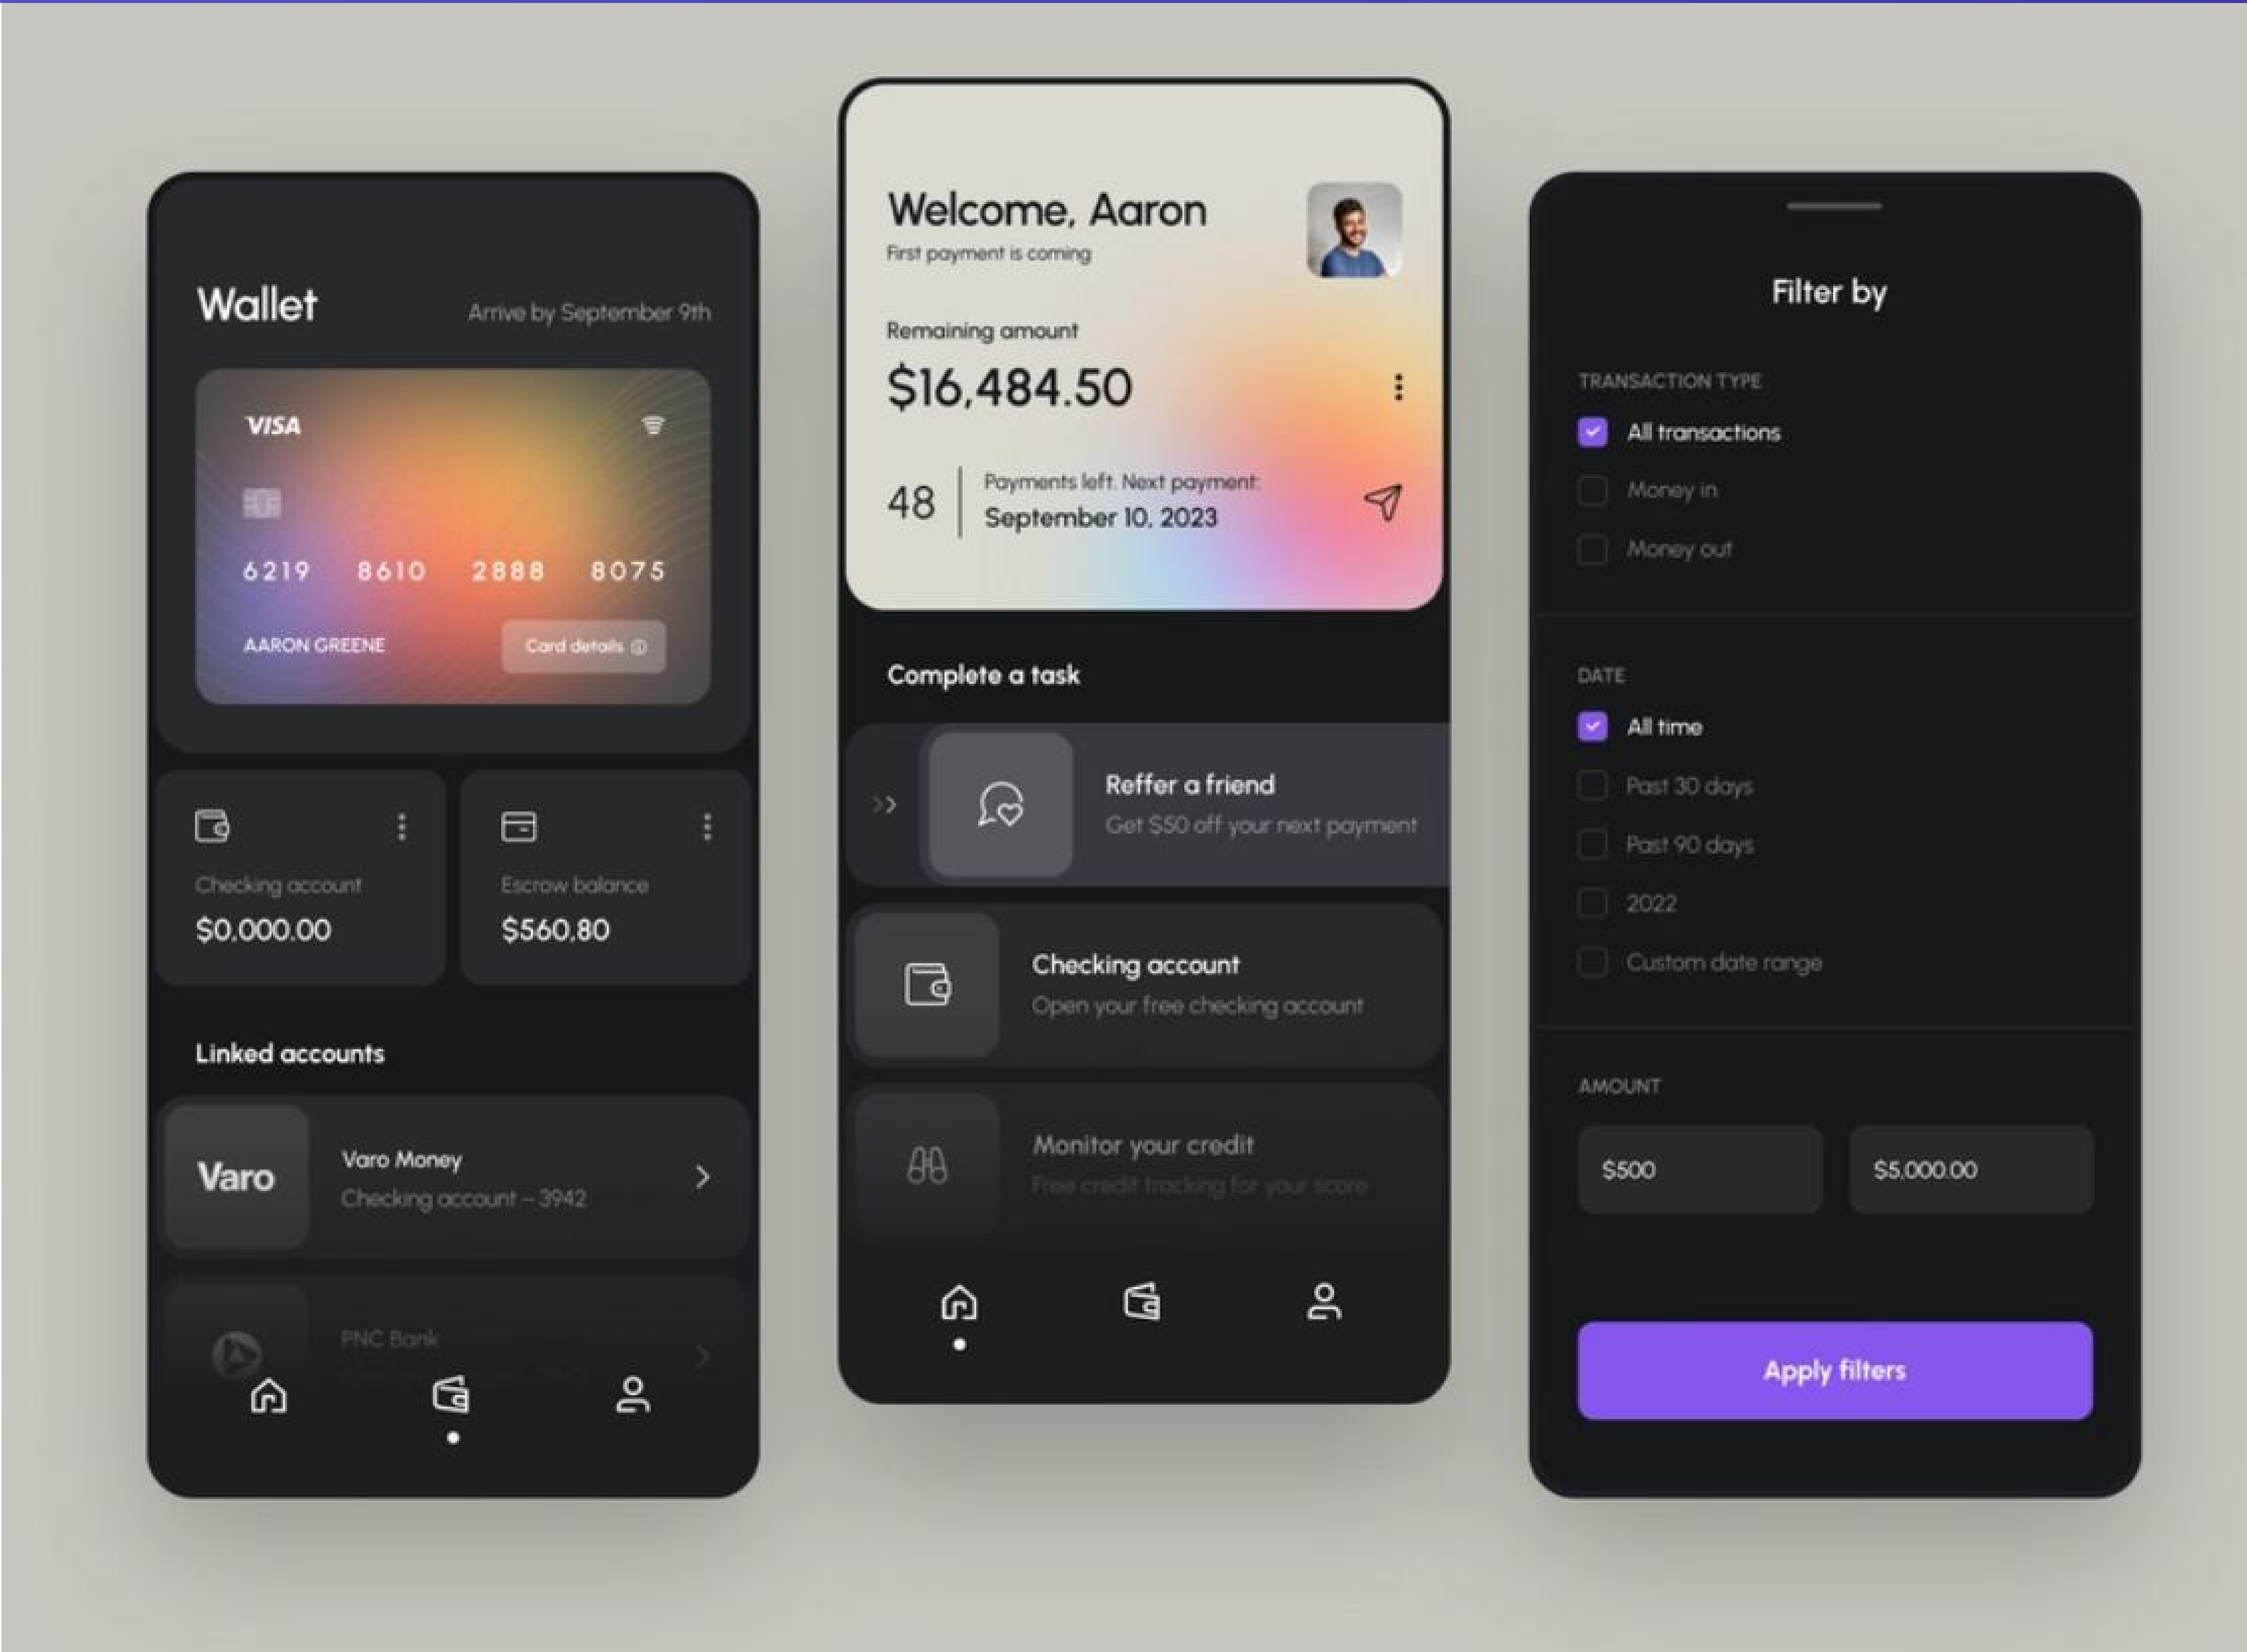 Wallet
Arrive by September 9th
VISA
6219 8610 2888 8075
AARON GREENE
Card details
Checking account
$0,000.00
Escrow balance
$560,80
Linked accounts
Varo
Varo Money
Checking account – 3942
PNC Bank
Welcome, Aaron
First payment is coming
Remaining amount
$16,484.50
48
Payments left. Next payment:
September 10, 2023
Complete a task
Reffer a friend
Get $50 off your next payment
Checking account
Open your free checking account
Monitor your credit
Free credit tracking for your score
Filter by
TRANSACTION TYPE
All transactions
Money in
Money out
DATE
All time
Past 30 days
Past 90 days
2022
Custom date range
AMOUNT
$500
$5,000.00
Apply filters